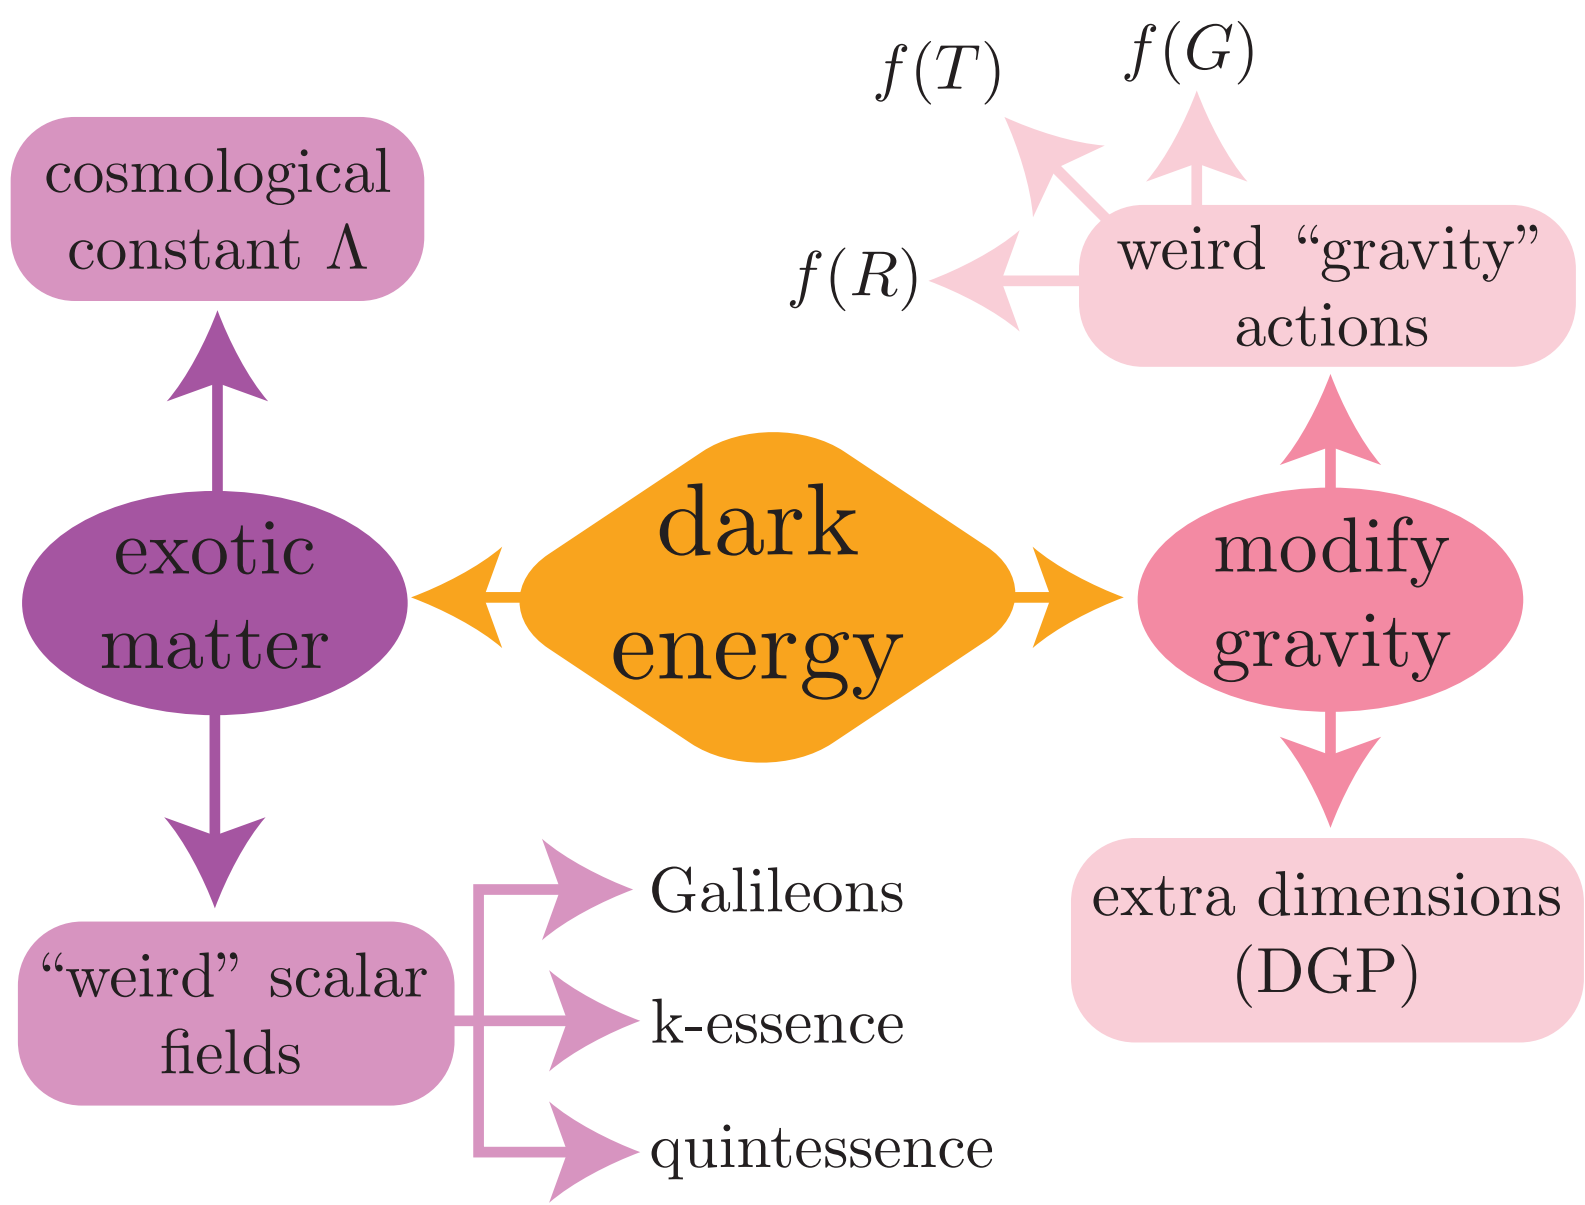 f(T)
f(G)
cosmological
constant Λ
f(R)
weird “gravity”
actions
exotic
matter
dark
energy
modify
gravity
“weird” scalar
fields
Galileons
k-essence
quintessence
extra dimensions
(DGP)